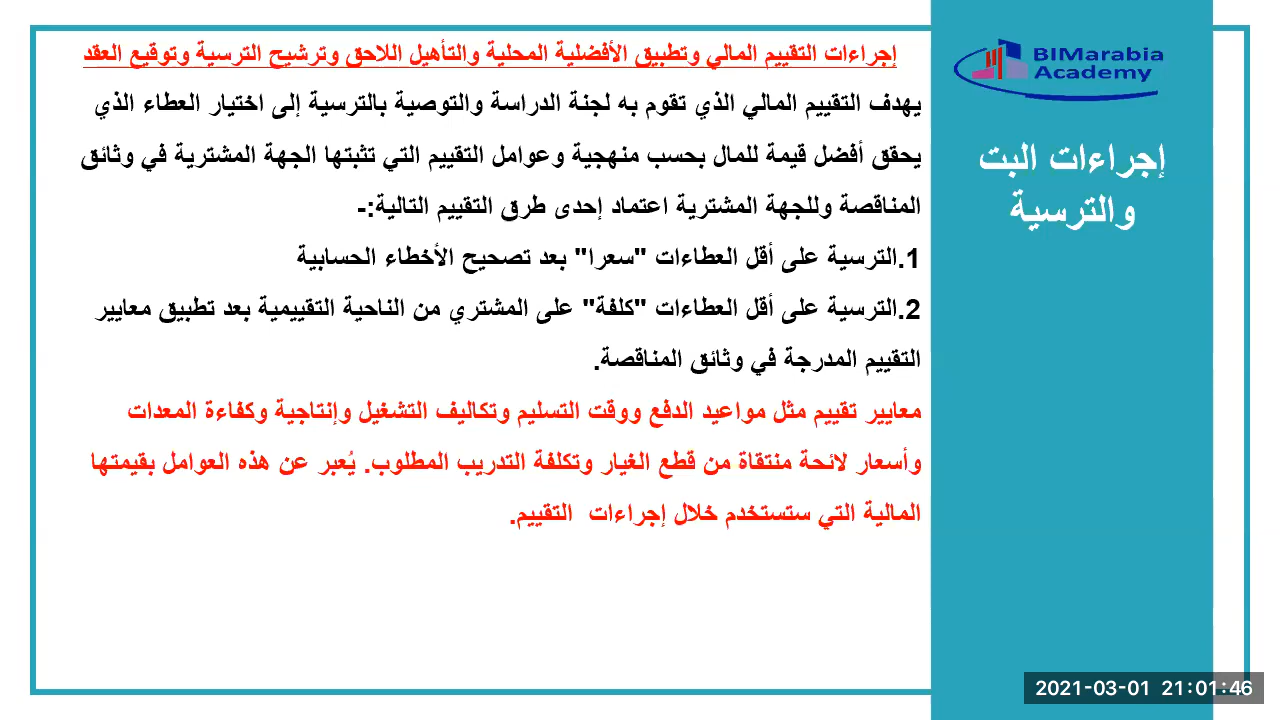 إجراءات التقييم المالي وتطبيق الأفضلية المحلية والتأهيل اللاحق وترشيح الترسية وتوقيع العقد
يهدف التقييم المالي الذي تقوم به لجنة الدراسة والتوصية بالترسية إلى اختيار العطاء الذي
يحقق أفضل قيمة للمال بحسب منهجية وعوامل التقييم التي تثبتها الجهة المشترية في وثائق
المناقصة وللجهة المشترية اعتماد إحدى طرق التقييم التالية:-
1.الترسية على أقل العطاءات "سعرا" بعد تصحيح الأخطاء الحسابية
2.الترسية على أقل العطاءات "كلفة" على المشتري من الناحية التقييمية بعد تطبيق معايير
التقييم المدرجة في وثائق المناقصة.
معايير تقييم مثل مواعيد الدفع ووقت التسليم وتكاليف التشغيل وإنتاجية وكفاءة المعدات
وأسعار لائحة منتقاة من قطع الغيار وتكلفة التدريب المطلوب. يُعبر عن هذه العوامل بقيمتها
المالية التي ستستخدم خلال إجراءات التقييم.
BIMarabia
Academy
إجراءات البت
والترسية
2021-03-01 21:01:46